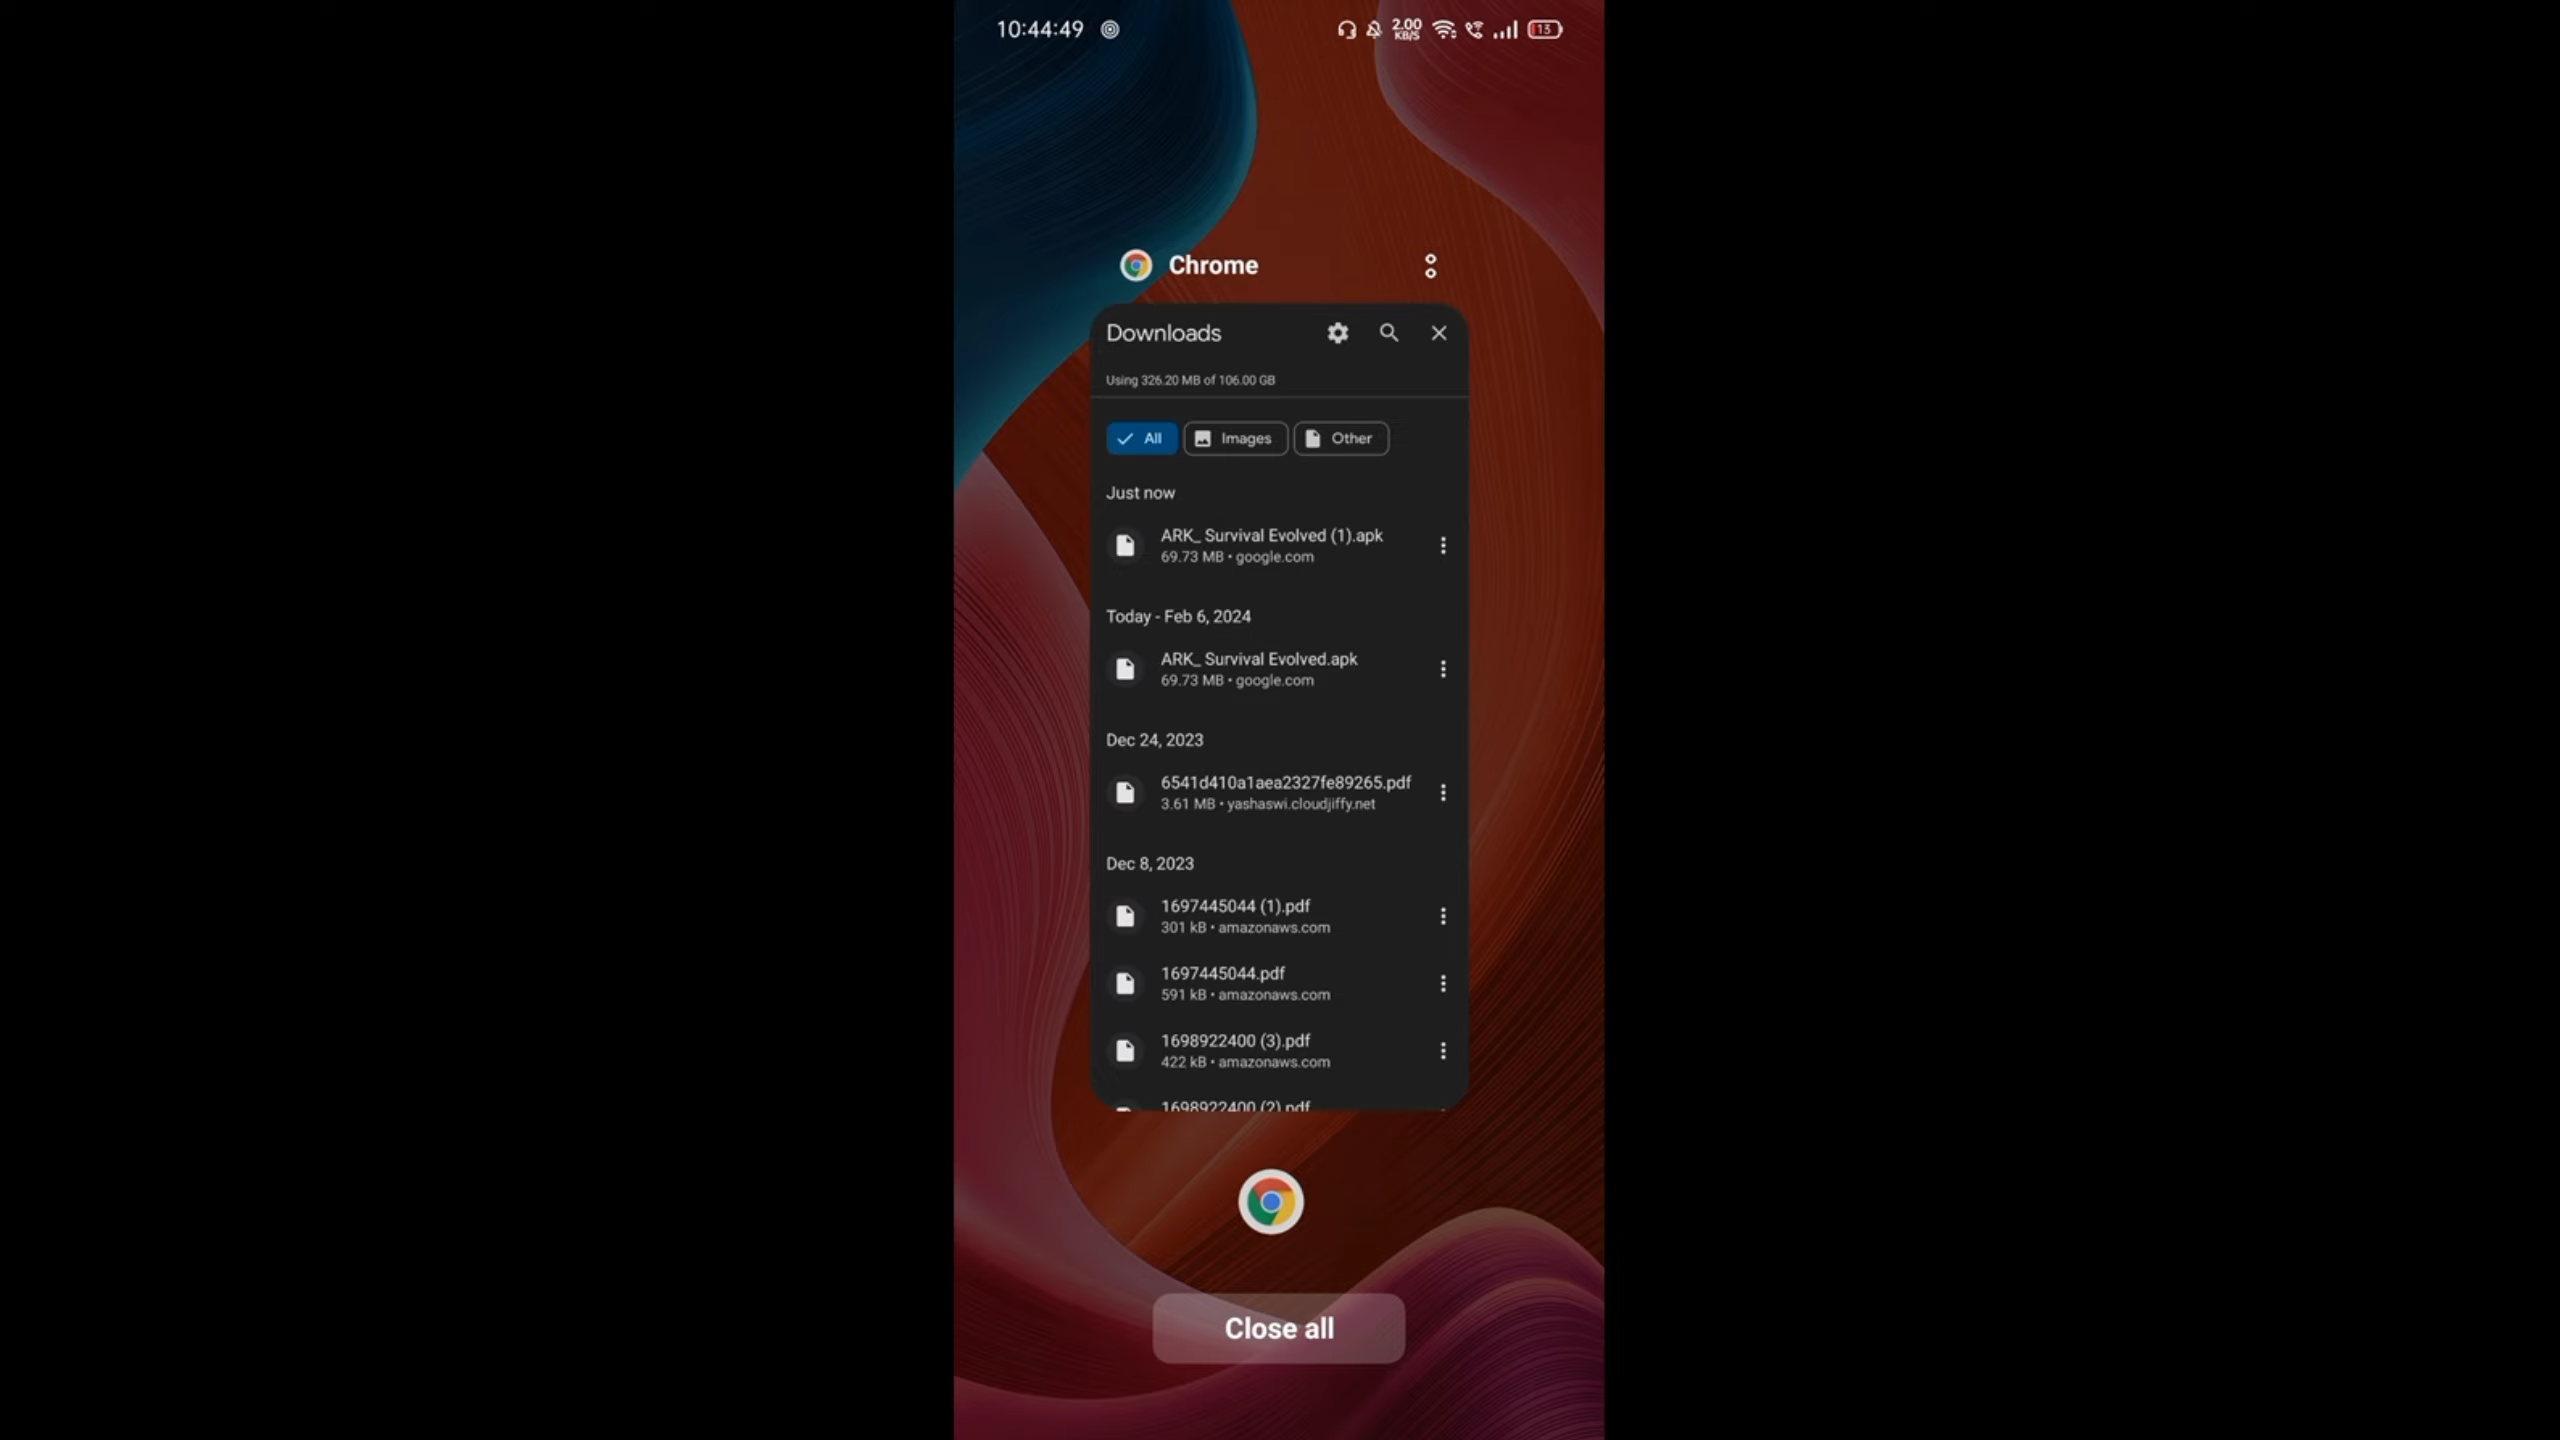 10:44:49
2.00
KB/S
13
Chrome
Downloads
Using 326.20 MB of 106.00 GB
All
Images
Other
Just now
ARK_ Survival Evolved (1).apk
69.73 MB • google.com
Today - Feb 6, 2024
ARK_ Survival Evolved.apk
69.73 MB • google.com
Dec 24, 2023
6541d410a1aea2327fe89265.pdf
3.61 MB • yashaswi.cloudjiffy.net
Dec 8, 2023
1697445044 (1).pdf
301 kB • amazonaws.com
1697445044.pdf
591 kB • amazonaws.com
1698922400 (3).pdf
422 kB • amazonaws.com
1698922400 (2).pdf
Close all